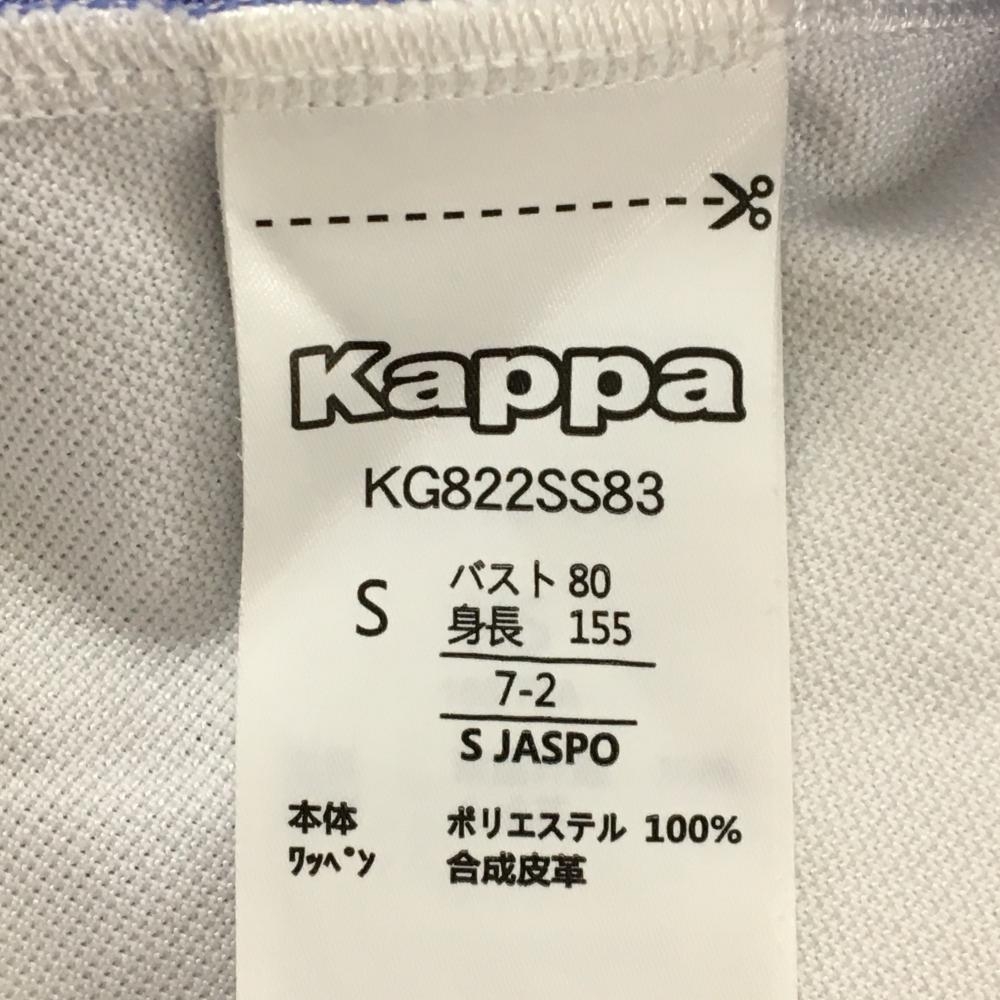 Kappa
KG822SS83
S バスト 80
身長 155
7-2
S JASPO
本体 ポリエステル 100%
ﾜｯﾍﾟﾝ 合成皮革